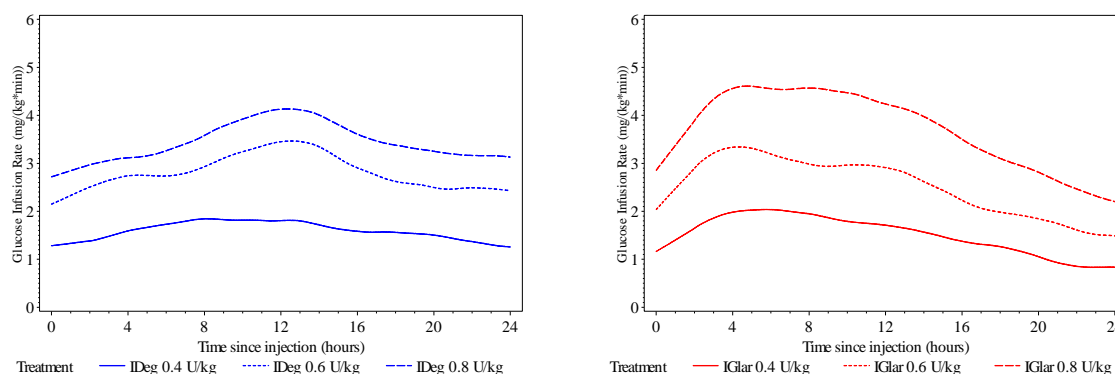 Glucose Infusion Rate (mg/(kg*min))
6
5
4
3
2
1
0
0 4 8 12 16 20 24
Time since injection (hours)
Treatment IDeg 0.4 U/kg IDeg 0.6 U/kg IDeg 0.8 U/kg
Glucose Infusion Rate (mg/(kg*min))
6
5
4
3
2
1
0
0 4 8 12 16 20
Time since injection (hours)
Treatment IGlar 0.4 U/kg IGlar 0.6 U/kg IGlar 0.8 U/kg